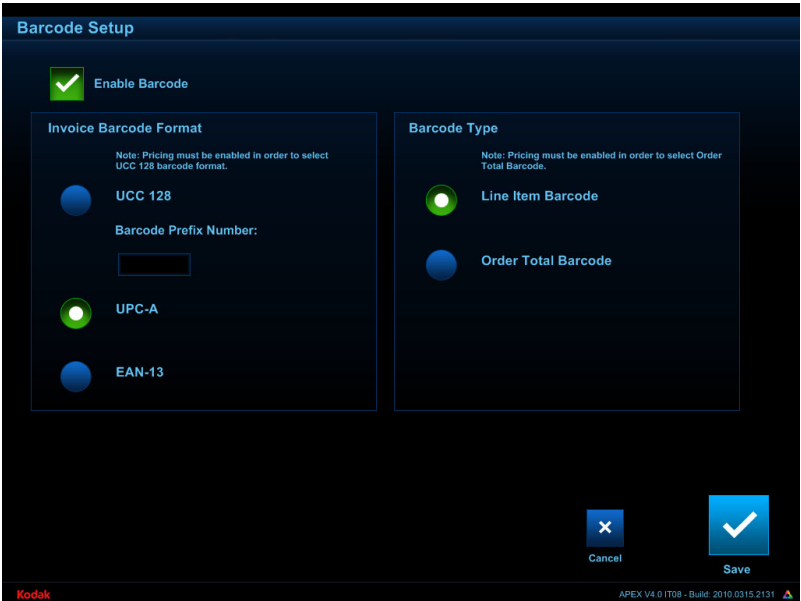 Barcode Setup
Enable Barcode
Invoice Barcode Format
Note: Pricing must be enabled in order to select
UCC 128 barcode format.
UCC 128
Barcode Prefix Number:
UPC-A
EAN-13
Barcode Type
Note: Pricing must be enabled in order to select Order
Total Barcode.
Line Item Barcode
Order Total Barcode
Cancel
Save
Kodak
APEX V4.0 IT08 - Build: 2010.0315.2131